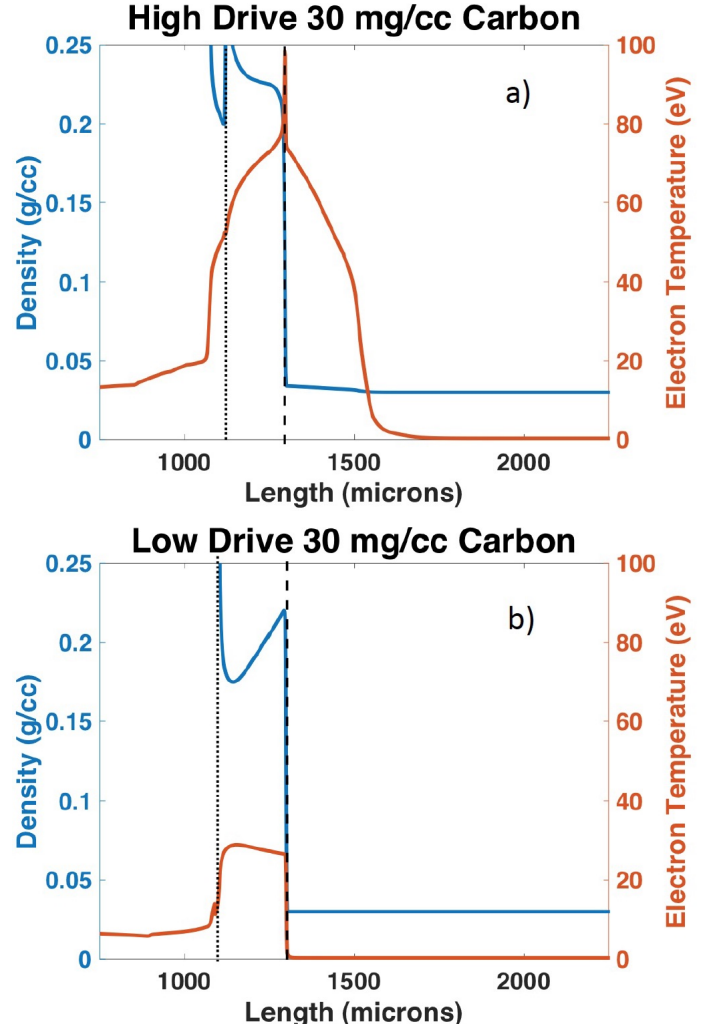 High Drive 30 mg/cc Carbon
0.25
0.2
0.15
0.1
0.05
0
Density (g/cc)
a)
100
80
60
40
20
0
Electron Temperature (eV)
1000 1500 2000
Length (microns)
Low Drive 30 mg/cc Carbon
0.25
0.2
0.15
0.1
0.05
0
Density (g/cc)
b)
100
80
60
40
20
0
Electron Temperature (eV)
1000 1500 2000
Length (microns)